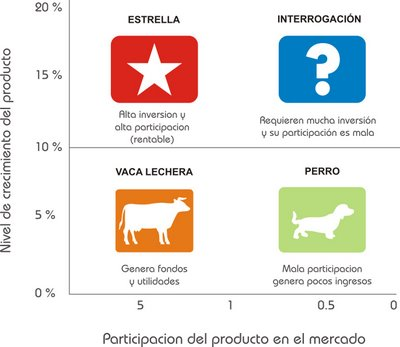 20 %
ESTRELLA
INTERROGACIÓN
15 %
?
Alta inversion y
alta participacion
(rentable)
Requieren mucha inversión
y su participación es mala
10 %
VACA LECHERA
PERRO
5 %
Genera fondos
y utilidades
Mala participacion
genera pocos ingresos
0 %
5
1
0.5
0
Nivel de crecimiento del producto
Participacion del producto en el mercado